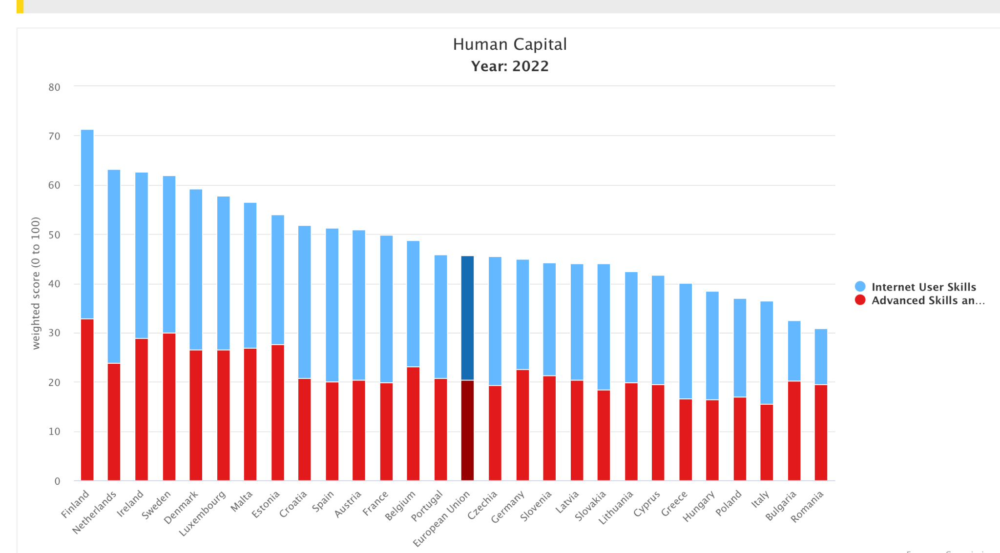 Human Capital
Year: 2022
80
70
60
50
40
30
20
10
0
weighted score (0 to 100)
Finland
Netherlands
Ireland
Sweden
Denmark
Luxembourg
Malta
Estonia
Croatia
Spain
Austria
France
Belgium
Portugal
European Union
Czechia
Germany
Slovenia
Latvia
Slovakia
Lithuania
Cyprus
Greece
Hungary
Poland
Italy
Bulgaria
Romania
Internet User Skills
Advanced Skills an...